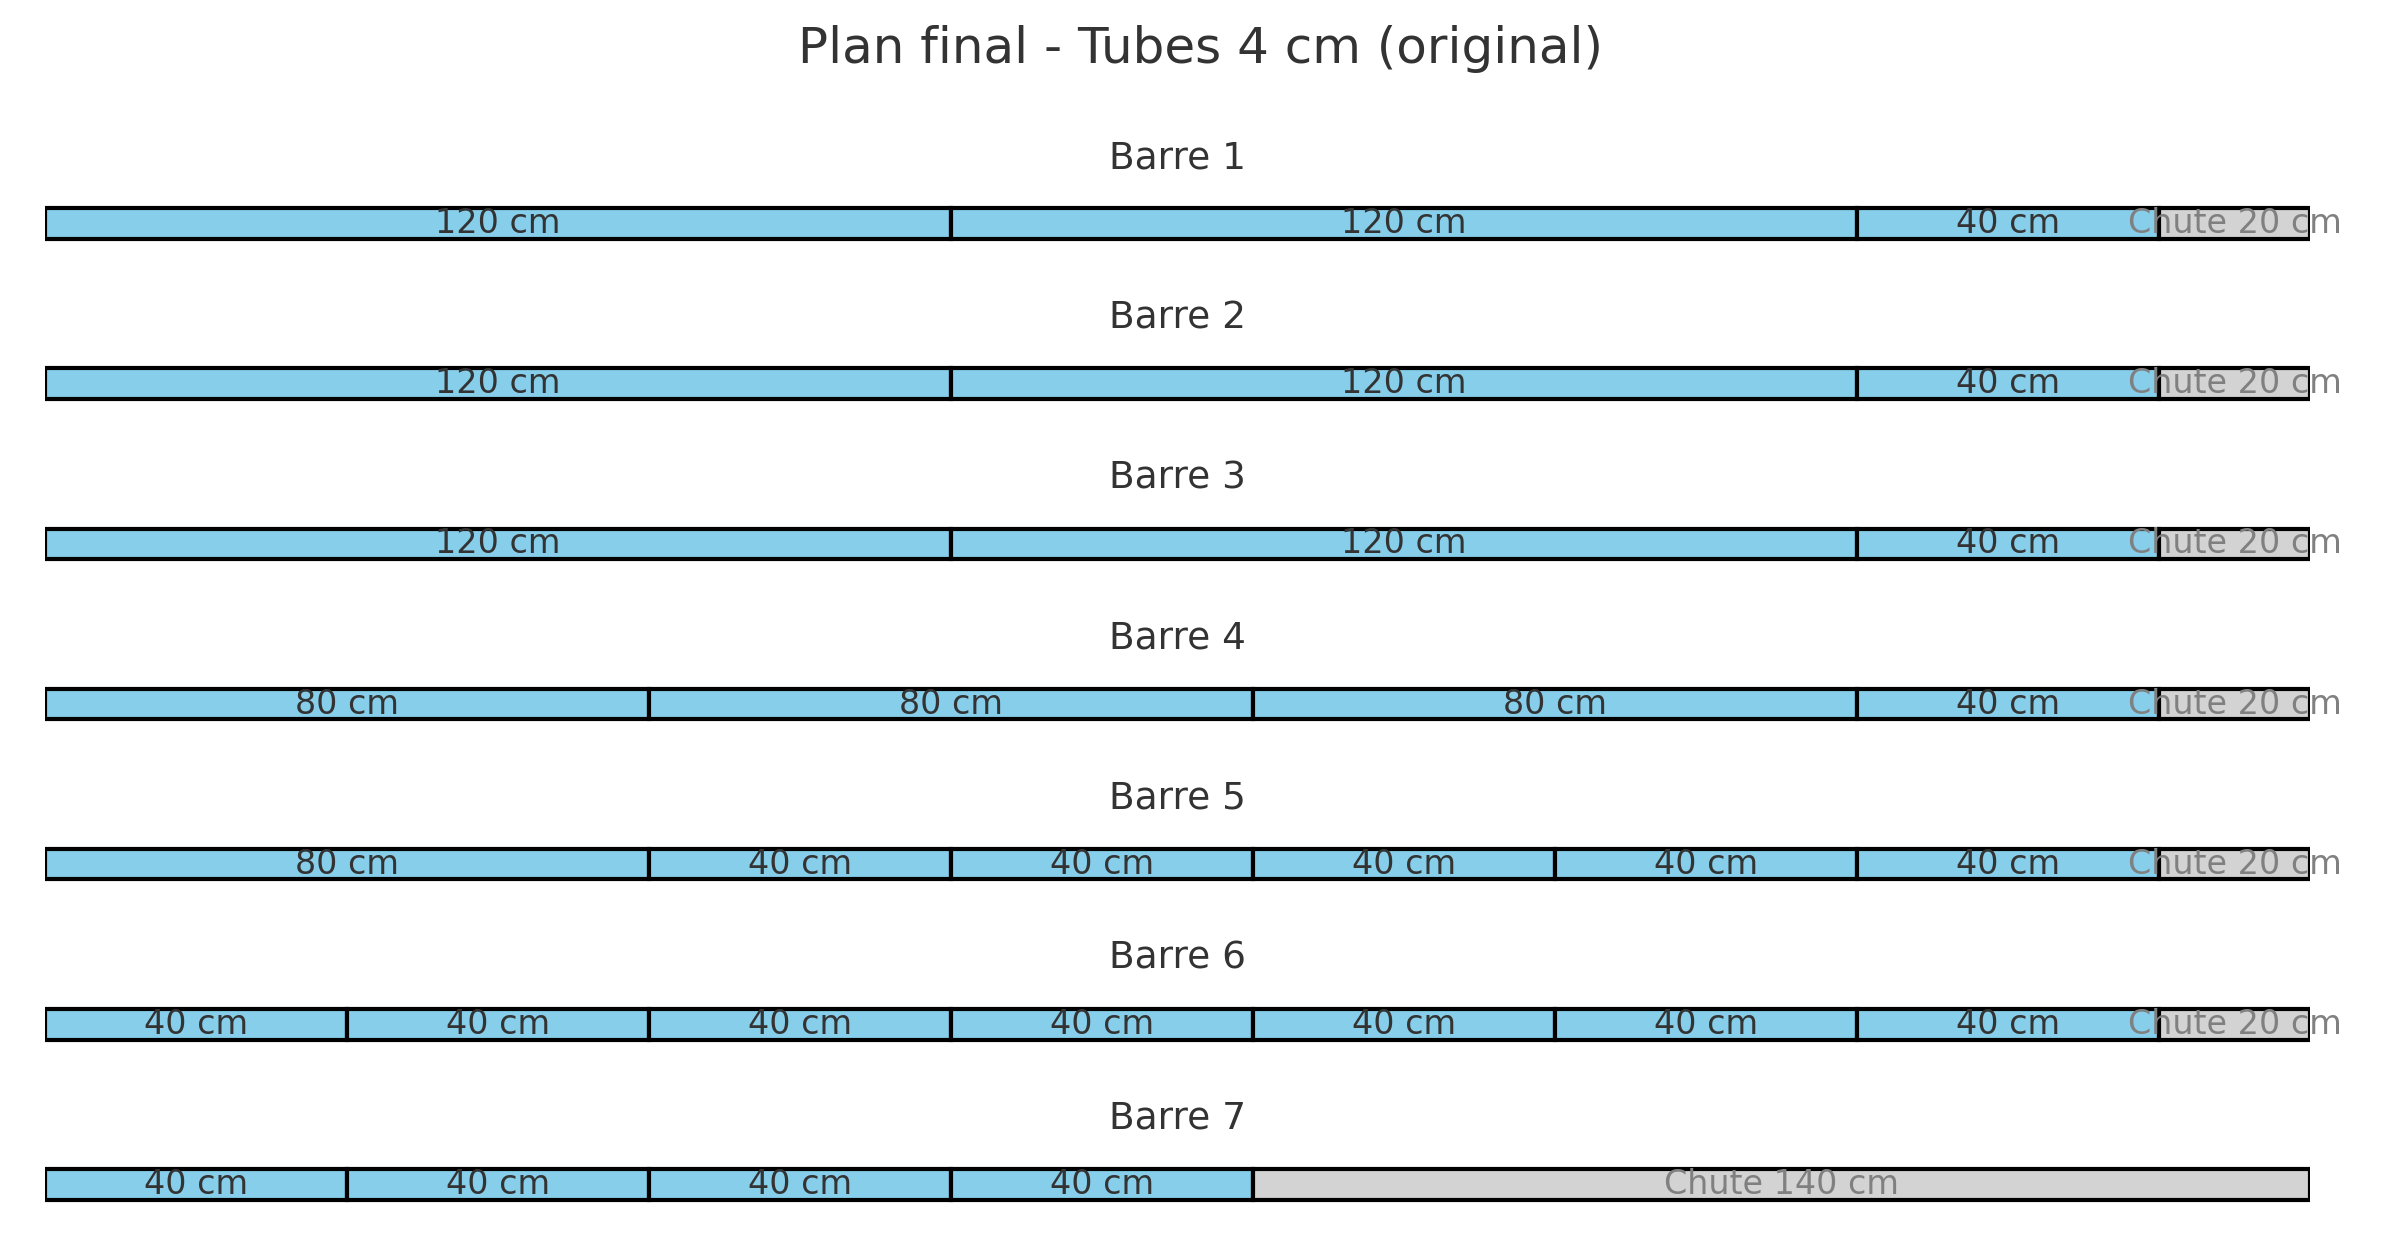 Plan final - Tubes 4 cm (original)
Barre 1
120 cm 120 cm 40 cm Chute 20 cm
Barre 2
120 cm 120 cm 40 cm Chute 20 cm
Barre 3
120 cm 120 cm 40 cm Chute 20 cm
Barre 4
80 cm 80 cm 80 cm 40 cm Chute 20 cm
Barre 5
80 cm 40 cm 40 cm 40 cm 40 cm 40 cm Chute 20 cm
Barre 6
40 cm 40 cm 40 cm 40 cm 40 cm 40 cm 40 cm Chute 20 cm
Barre 7
40 cm 40 cm 40 cm 40 cm Chute 140 cm